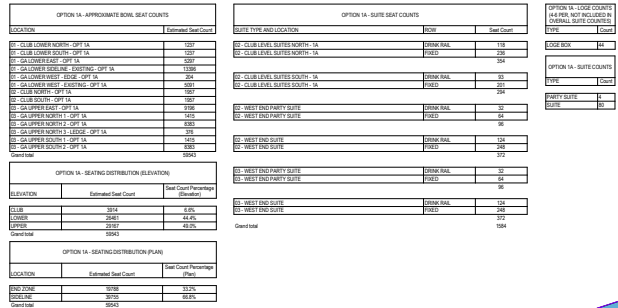 OPTION 1A - APPROXIMATE BOWL SEAT COUNTS
LOCATION Estimated Seat Count
01 - CLUB LOWER NORTH - OPT 1A 1237
01 - CLUB LOWER SOUTH - OPT 1A 1237
01 - GA LOWER EAST - OPT 1A 5297
01 - GA LOWER SIDELINE - EXISTING - OPT 1A 13396
01 - GA LOWER WEST - EDGE - OPT 1A 204
01 - GA LOWER WEST - EXISTING - OPT 1A 5091
02 - CLUB NORTH - OPT 1A 1957
02 - CLUB SOUTH - OPT 1A 1957
03 - GA UPPER EAST - OPT 1A 9196
03 - GA UPPER NORTH 1 - OPT 1A 1415
03 - GA UPPER NORTH 2 - OPT 1A 8383
03 - GA UPPER NORTH 3 - LEDGE - OPT 1A 376
03 - GA UPPER SOUTH 1 - OPT 1A 1415
03 - GA UPPER SOUTH 2 - OPT 1A 8383
Grand total 59543
OPTION 1A - SEATING DISTRIBUTION (ELEVATION)
ELEVATION Estimated Seat Count Seat Count Percentage (Elevation)
CLUB 3914 6.6%
LOWER 26461 44.4%
UPPER 29167 49.0%
Grand total 59543
OPTION 1A - SEATING DISTRIBUTION (PLAN)
LOCATION Estimated Seat Count Seat Count Percentage (Plan)
END ZONE 19788 33.2%
SIDELINE 39755 66.8%
Grand total 59543
OPTION 1A - SUITE SEAT COUNTS
SUITE TYPE AND LOCATION ROW Seat Count
02 - CLUB LEVEL SUITES NORTH - 1A DRINK RAIL 118
02 - CLUB LEVEL SUITES NORTH - 1A FIXED 236
354
02 - CLUB LEVEL SUITES SOUTH - 1A DRINK RAIL 93
02 - CLUB LEVEL SUITES SOUTH - 1A FIXED 201
294
02 - WEST END PARTY SUITE DRINK RAIL 32
02 - WEST END PARTY SUITE FIXED 64
96
02 - WEST END SUITE DRINK RAIL 124
02 - WEST END SUITE FIXED 248
372
03 - WEST END PARTY SUITE DRINK RAIL 32
03 - WEST END PARTY SUITE FIXED 64
96
03 - WEST END SUITE DRINK RAIL 124
03 - WEST END SUITE FIXED 248
372
Grand total 1584
OPTION 1A - LOGE COUNTS
(4-6 PER, NOT INCLUDED IN
OVERALL SUITE COUNTES)
TYPE Count
LOGE BOX 44
OPTION 1A - SUITE COUNTS
TYPE Count
PARTY SUITE 4
SUITE 80